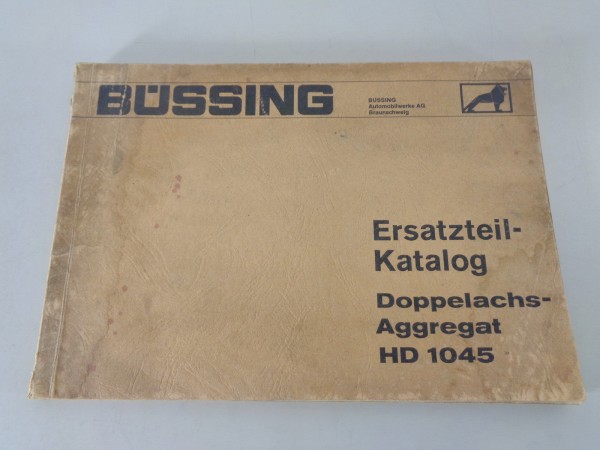 BÜSSING
BÜSSING
Automobilwerke AG
Braunschweig
Ersatzteil-
Katalog
Doppelachs-
Aggregat
HD 1045